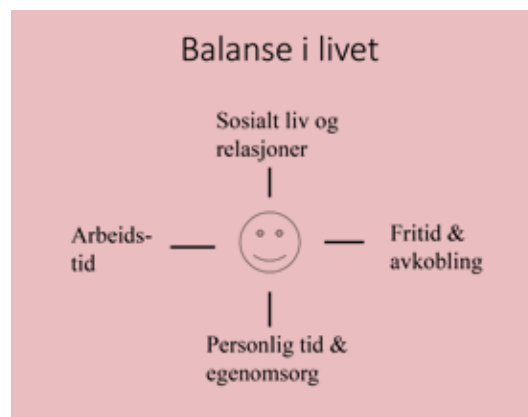 Balanse i livet
Sosialt liv og
relasjoner
Arbeids-
tid
Fritid &
avkobling
Personlig tid &
egenomsorg